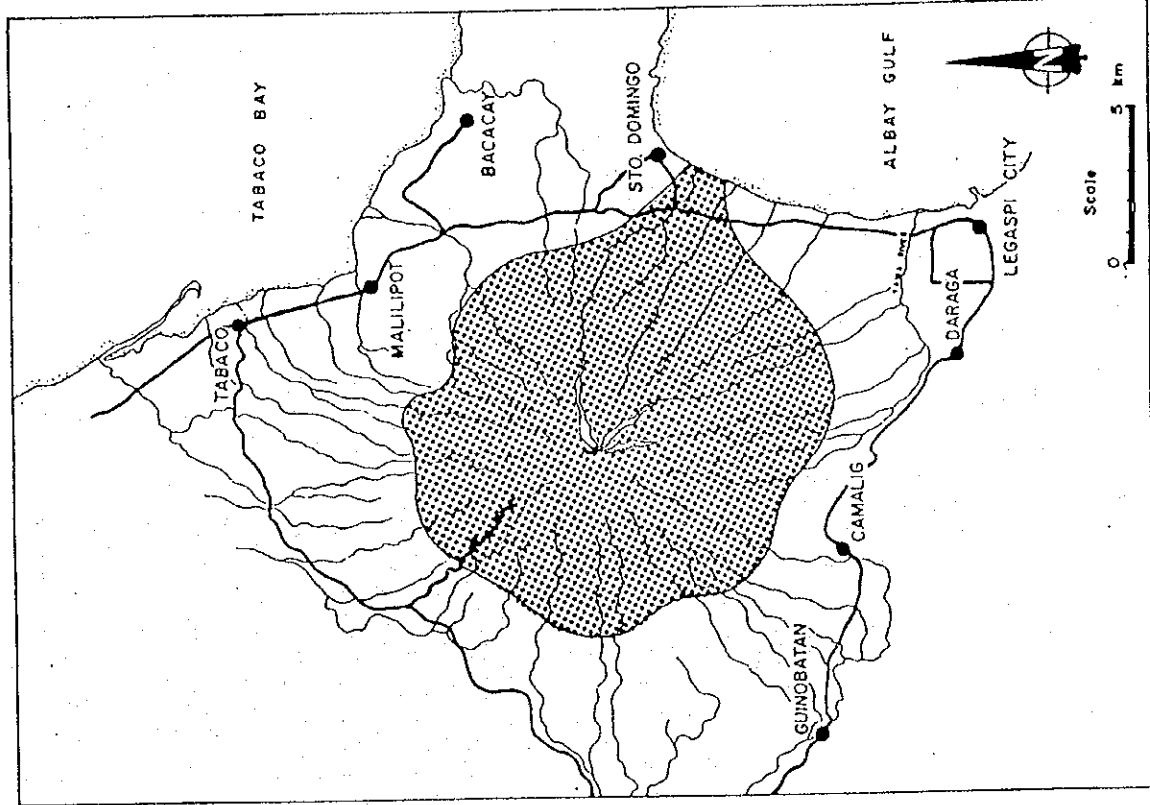 TABACO BAY
TABACO
MALILIPOT
BACACAY
STO. DOMINGO
ALBAY GULF
N
LEGASPI CITY
DARAGA
CAMALIG
GUINOBATAN
Scale
0 5 km